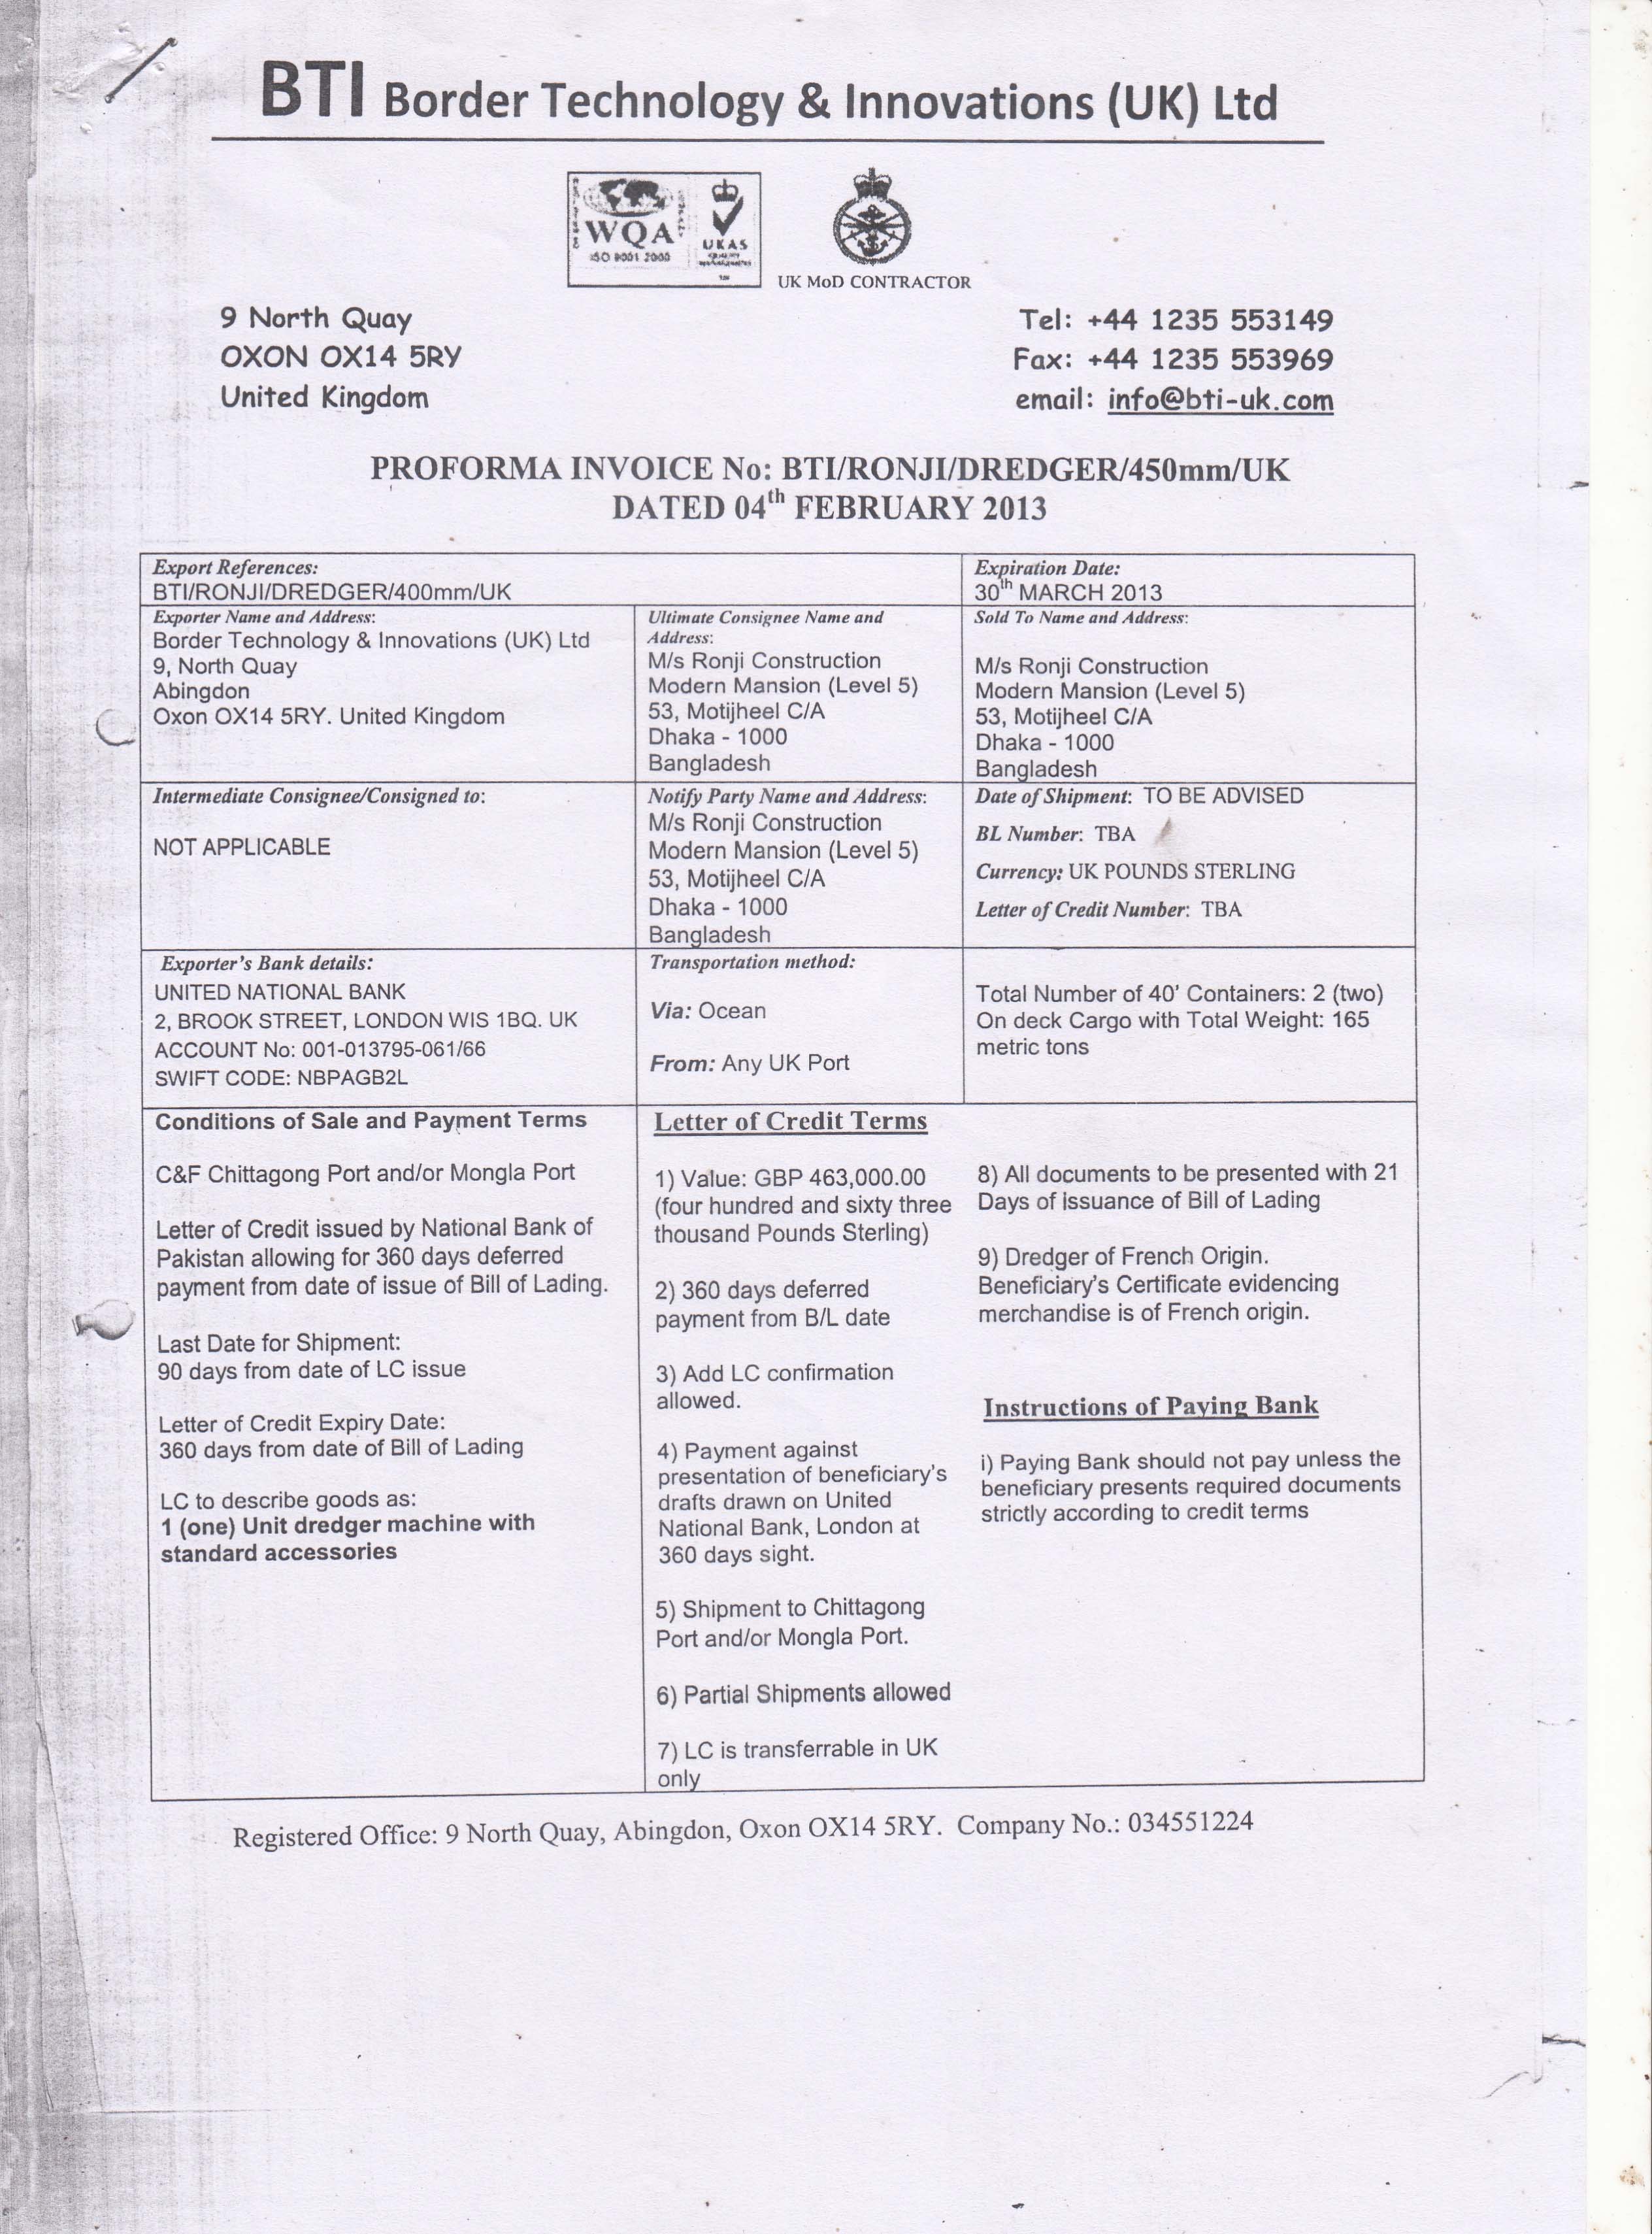 BTI Border Technology & Innovations (UK) Ltd
WQA
ISO 9001 2000
UKAS
QUALITY
MANAGEMENT
UK MoD CONTRACTOR
9 North Quay
OXON OX14 5RY
United Kingdom
Tel: +44 1235 553149
Fax: +44 1235 553969
email: info@bti-uk.com
PROFORMA INVOICE No: BTI/RONJI/DREDGER/450mm/UK
DATED 04th FEBRUARY 2013
Export References:
BTI/RONJI/DREDGER/400mm/UK
Expiration Date:
30th MARCH 2013
Exporter Name and Address:
Border Technology & Innovations (UK) Ltd
9, North Quay
Abingdon
Oxon OX14 5RY. United Kingdom
Ultimate Consignee Name and
Address:
M/s Ronji Construction
Modern Mansion (Level 5)
53, Motijheel C/A
Dhaka - 1000
Bangladesh
Sold To Name and Address:
M/s Ronji Construction
Modern Mansion (Level 5)
53, Motijheel C/A
Dhaka - 1000
Bangladesh
Intermediate Consignee/Consigned to:
NOT APPLICABLE
Notify Party Name and Address:
M/s Ronji Construction
Modern Mansion (Level 5)
53, Motijheel C/A
Dhaka - 1000
Bangladesh
Date of Shipment: TO BE ADVISED
BL Number: TBA
Currency: UK POUNDS STERLING
Letter of Credit Number: TBA
Exporter's Bank details:
UNITED NATIONAL BANK
2, BROOK STREET, LONDON WIS 1BQ. UK
ACCOUNT No: 001-013795-061/66
SWIFT CODE: NBPAGB2L
Transportation method:
Via: Ocean
From: Any UK Port
Total Number of 40' Containers: 2 (two)
On deck Cargo with Total Weight: 165
metric tons
Conditions of Sale and Payment Terms
C&F Chittagong Port and/or Mongla Port
Letter of Credit issued by National Bank of
Pakistan allowing for 360 days deferred
payment from date of issue of Bill of Lading.
Last Date for Shipment:
90 days from date of LC issue
Letter of Credit Expiry Date:
360 days from date of Bill of Lading
LC to describe goods as:
1 (one) Unit dredger machine with
standard accessories
Letter of Credit Terms
1) Value: GBP 463,000.00
(four hundred and sixty three
thousand Pounds Sterling)
2) 360 days deferred
payment from B/L date
3) Add LC confirmation
allowed.
4) Payment against
presentation of beneficiary's
drafts drawn on United
National Bank, London at
360 days sight.
5) Shipment to Chittagong
Port and/or Mongla Port.
6) Partial Shipments allowed
7) LC is transferrable in UK
only
8) All documents to be presented with 21
Days of issuance of Bill of Lading
9) Dredger of French Origin.
Beneficiary's Certificate evidencing
merchandise is of French origin.
Instructions of Paying Bank
i) Paying Bank should not pay unless the
beneficiary presents required documents
strictly according to credit terms
Registered Office: 9 North Quay, Abingdon, Oxon OX14 5RY. Company No.: 034551224